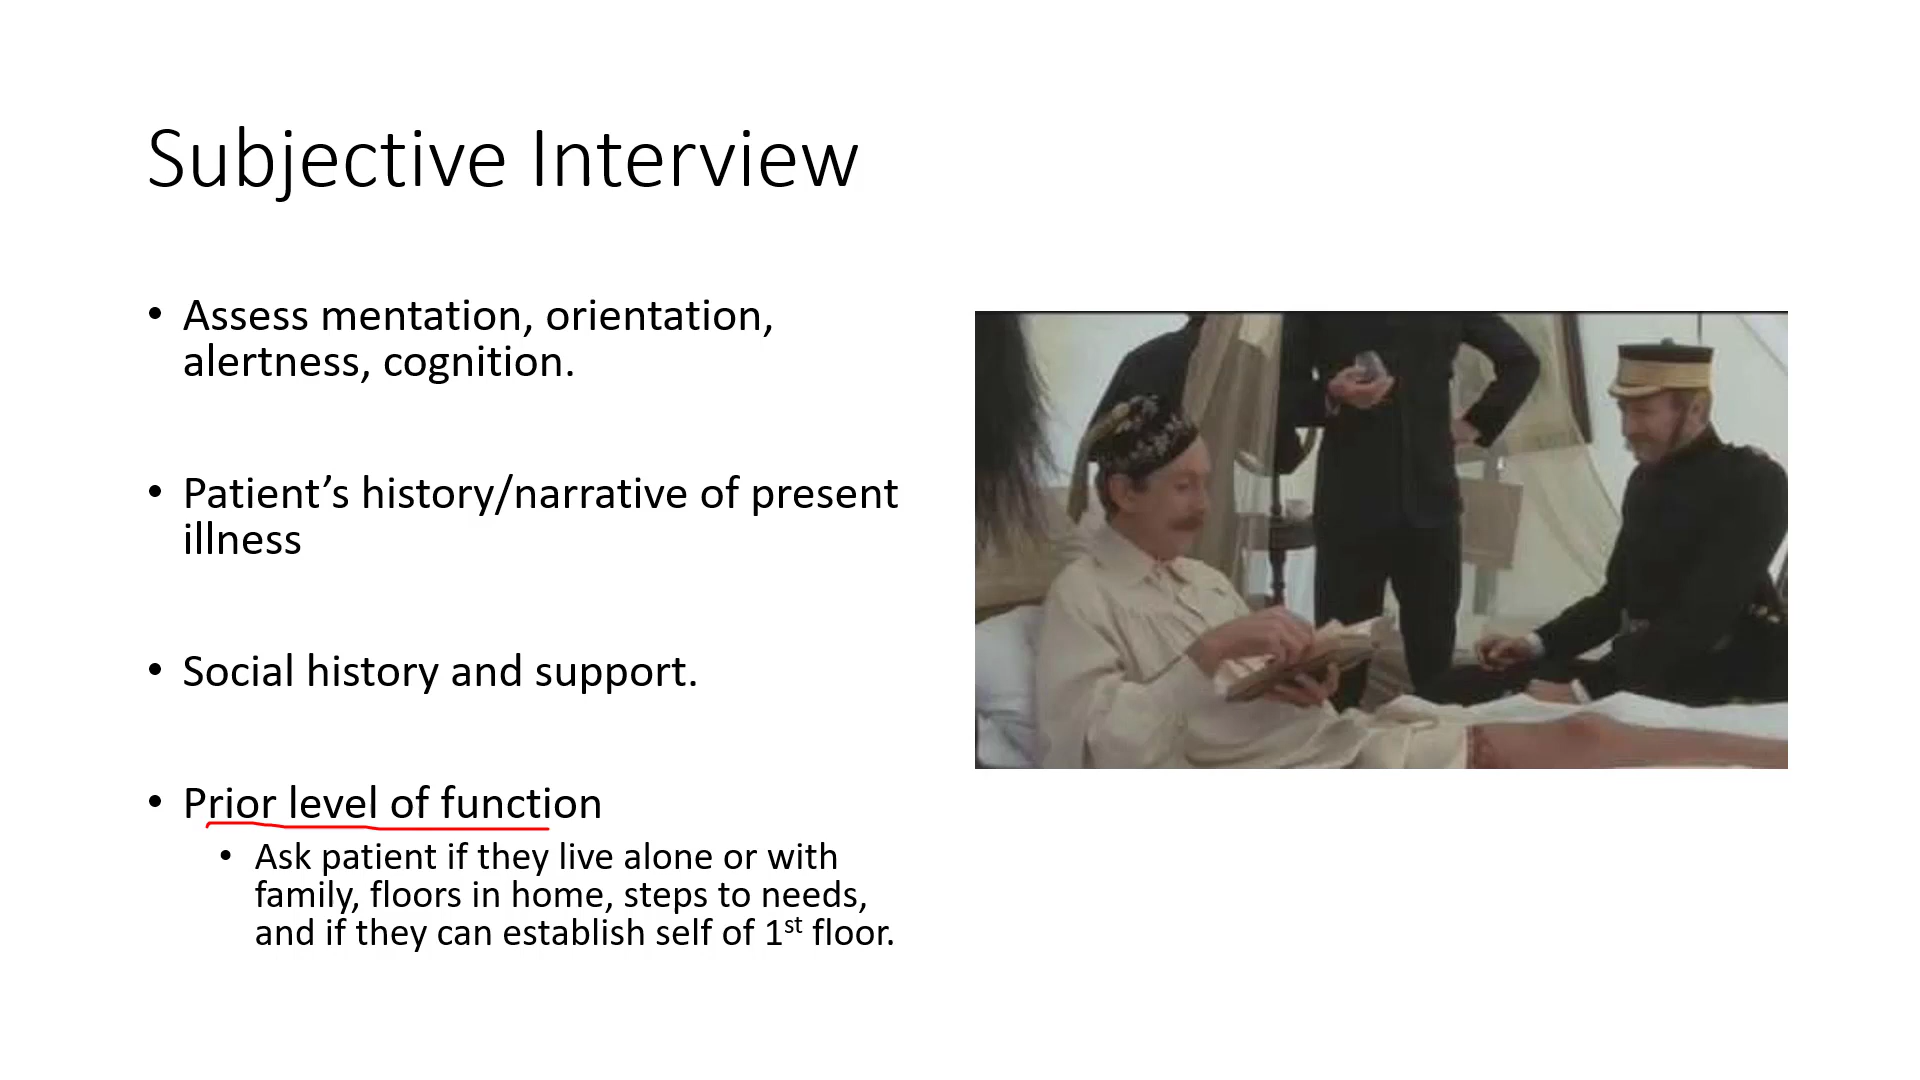 Subjective Interview
• Assess mentation, orientation,
alertness, cognition.
• Patient’s history/narrative of present
illness
• Social history and support.
• Prior level of function
• Ask patient if they live alone or with
family, floors in home, steps to needs,
and if they can establish self of 1st floor.